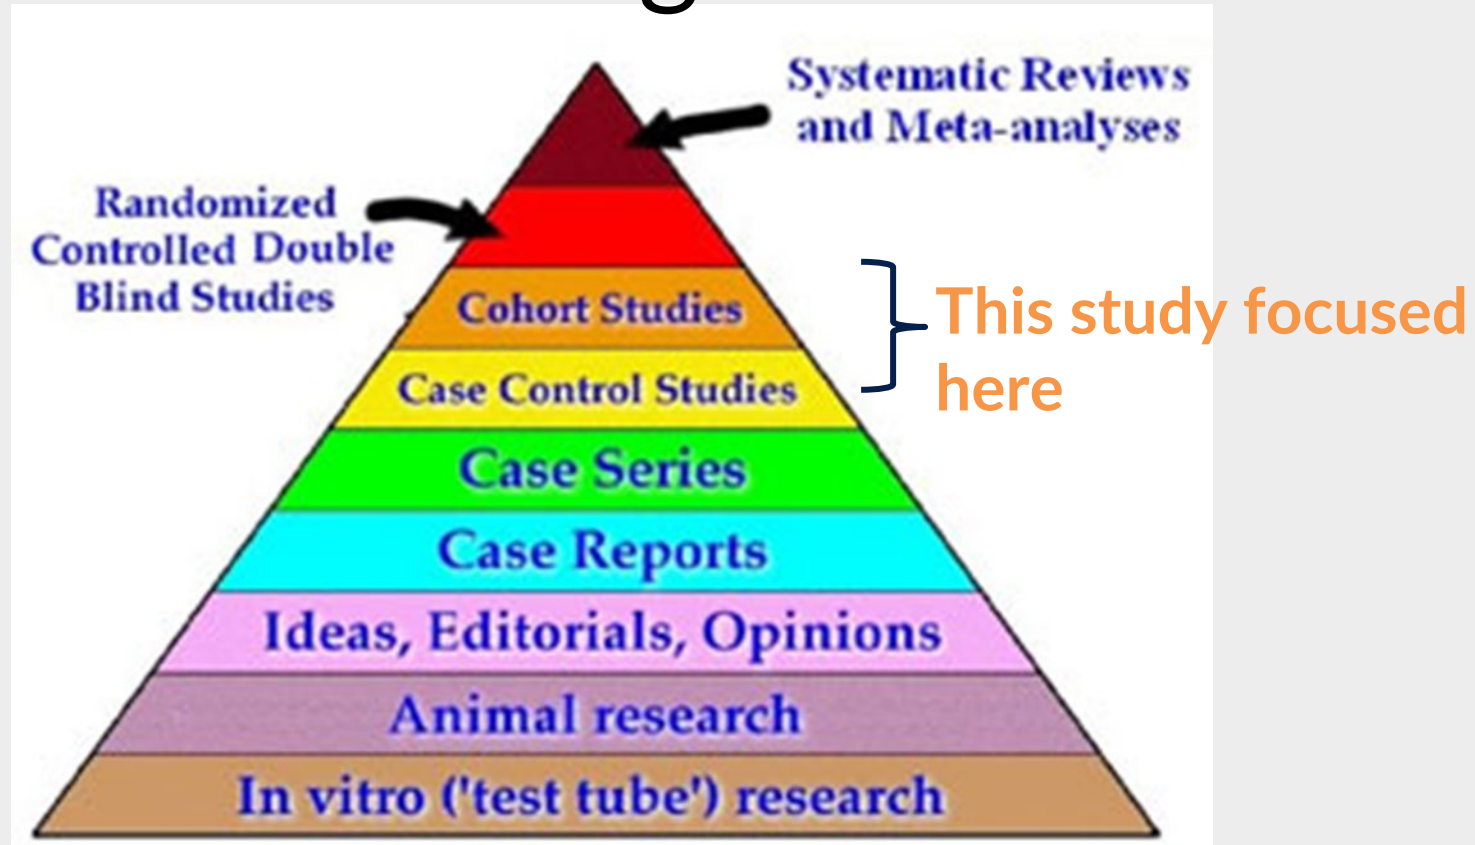 Systematic Reviews
and Meta-analyses
Randomized
Controlled Double
Blind Studies
Cohort Studies
This study focused
here
Case Control Studies
Case Series
Case Reports
Ideas, Editorials, Opinions
Animal research
In vitro ('test tube') research